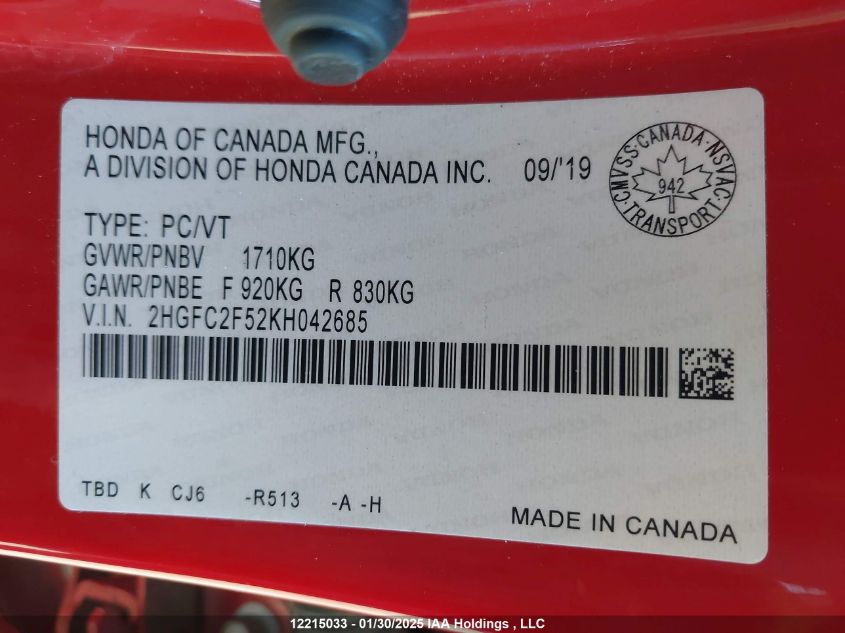 HONDA OF CANADA MFG.,
A DIVISION OF HONDA CANADA INC. 09/'19
CMVSS·CANADA·NSVAC·TRANSPORT·
942
TYPE: PC/VT
GVWR/PNBV 1710KG
GAWR/PNBE F 920KG R 830KG
V.I.N. 2HGFC2F52KH042685
TBD K CJ6 -R513 -A -H
MADE IN CANADA
12215033 - 01/30/2025 IAA Holdings , LLC